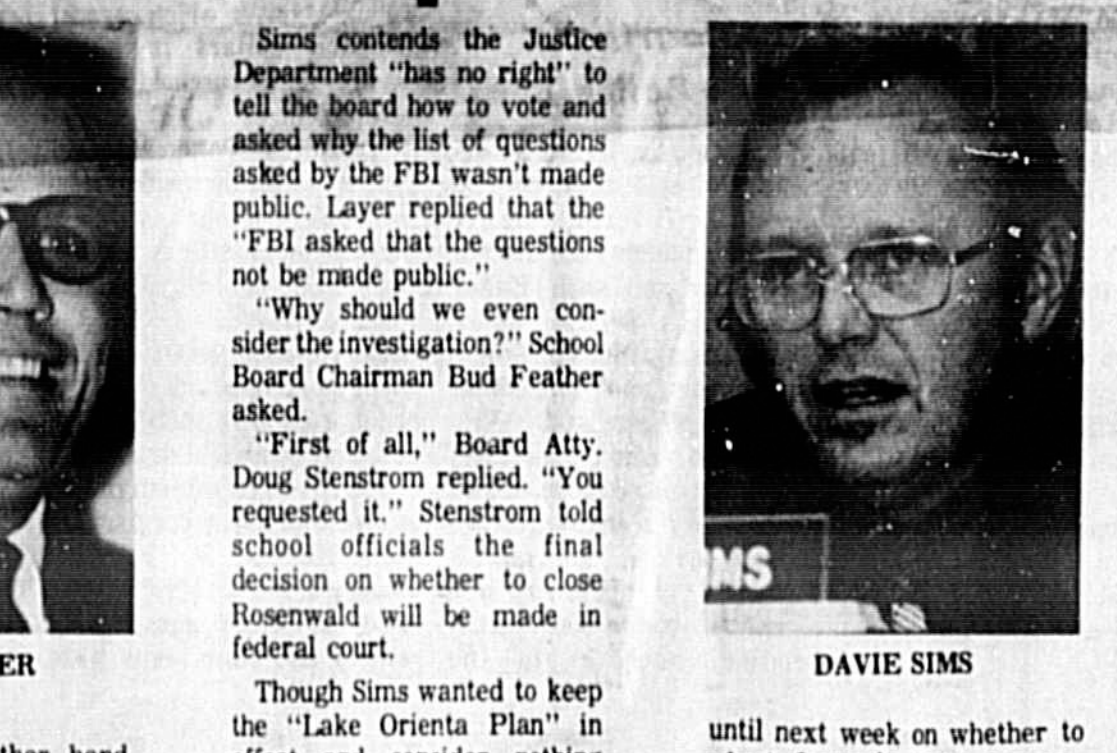 Sims contends the Justice
Department "has no right" to
tell the board how to vote and
asked why the list of questions
asked by the FBI wasn't made
public. Layer replied that the
"FBI asked that the questions
not be made public."
"Why should we even con-
sider the investigation?" School
Board Chairman Bud Feather
asked.
"First of all," Board Atty.
Doug Stenstrom replied. "You
requested it." Stenstrom told
school officials the final
decision on whether to close
Rosenwald will be made in
federal court.
Though Sims wanted to keep
the "Lake Orienta Plan" in
ER
MS
DAVIE SIMS
until next week on whether to